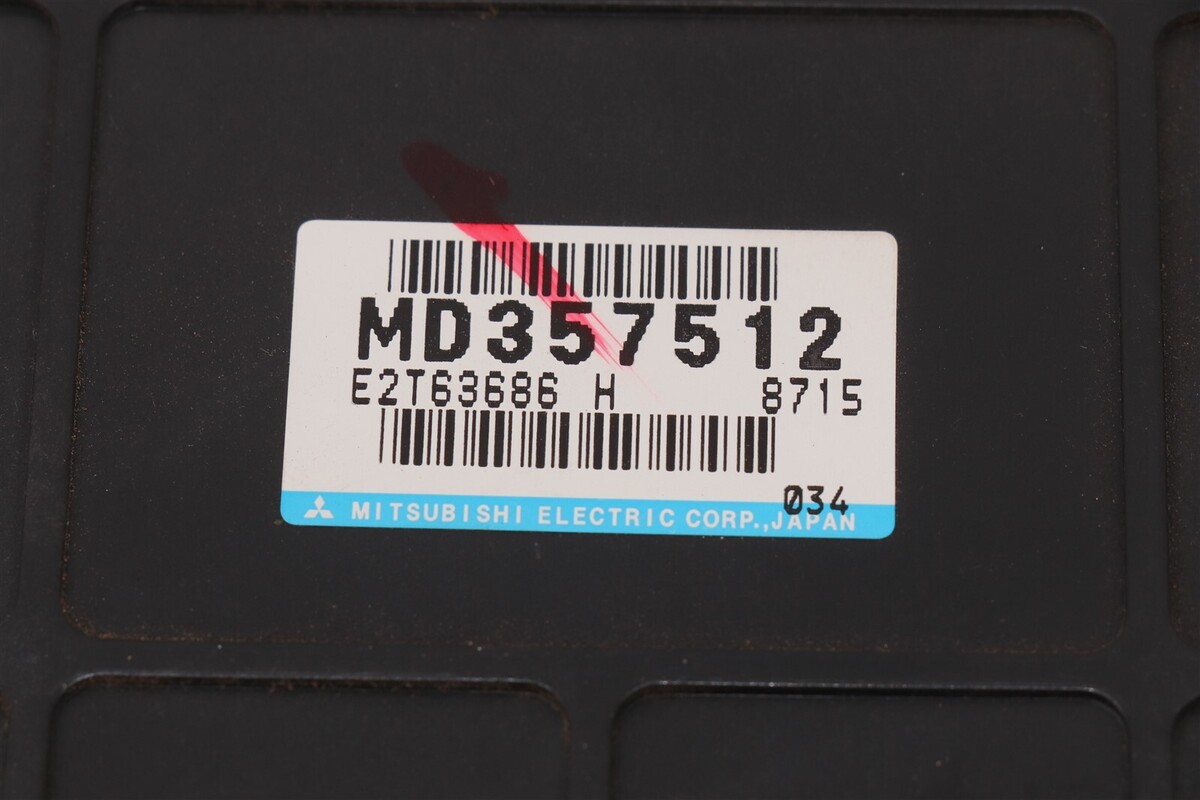 MD357512
E2T63686 H 8715
034
MITSUBISHI ELECTRIC CORP.,JAPAN